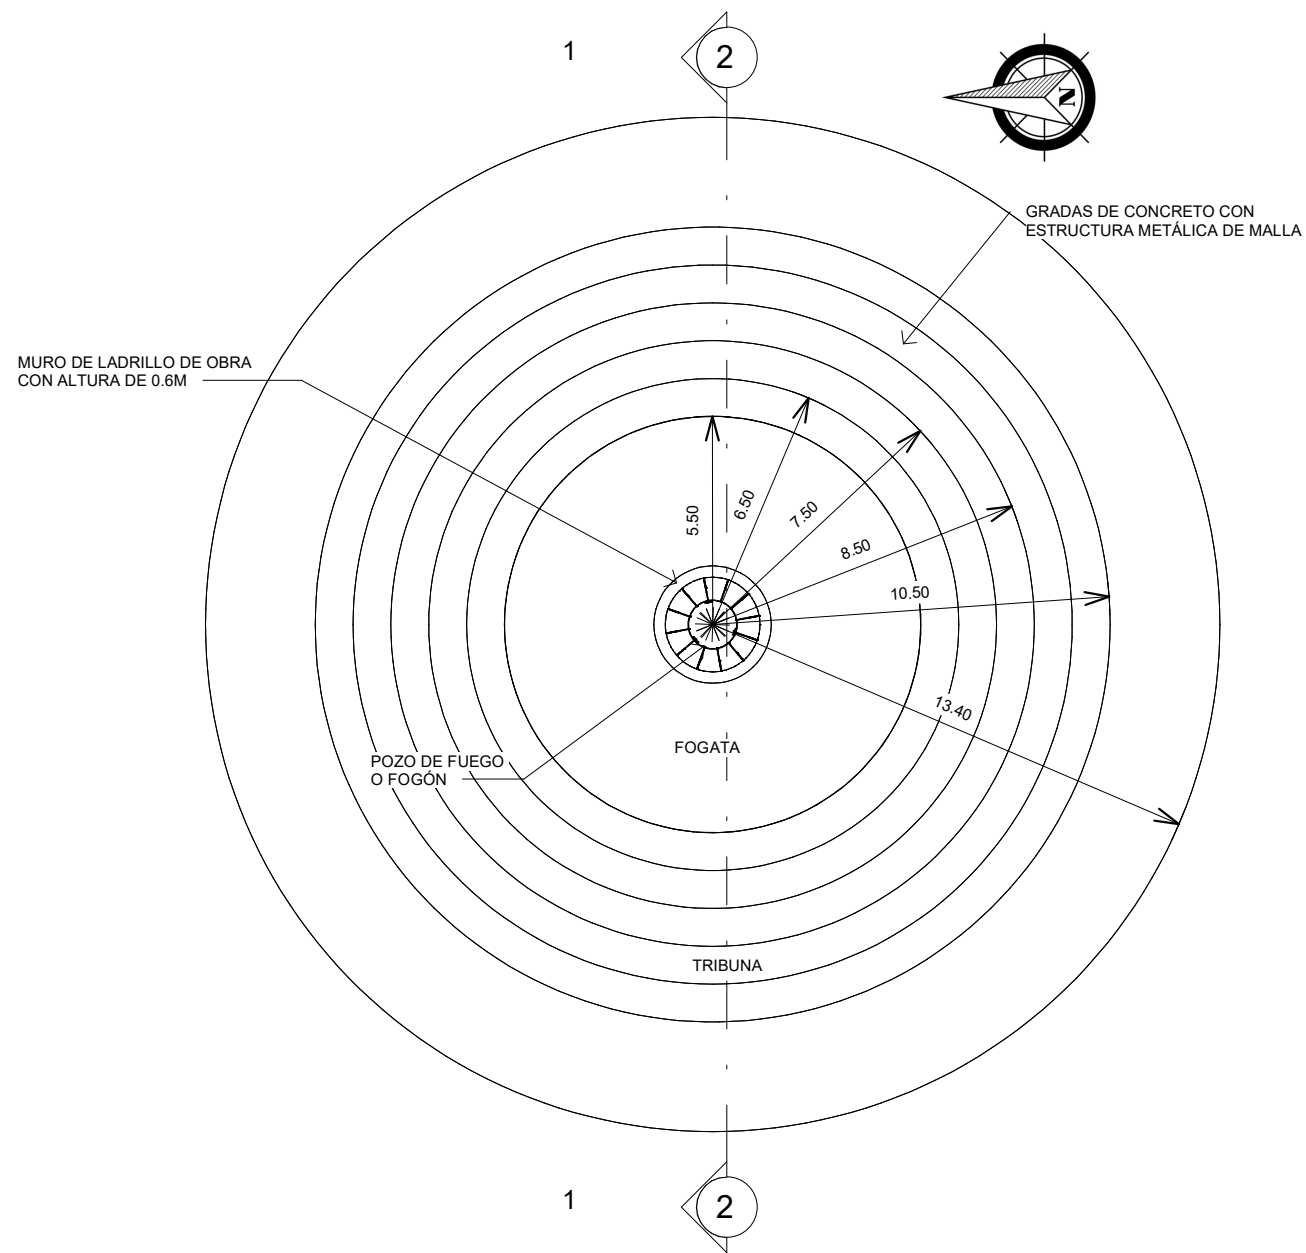 1
2
N
GRADAS DE CONCRETO CON
ESTRUCTURA METÁLICA DE MALLA
MURO DE LADRILLO DE OBRA
CON ALTURA DE 0.6M
5.50
6.50
7.50
8.50
10.50
13.40
FOGATA
POZO DE FUEGO
O FOGÓN
TRIBUNA
1
2